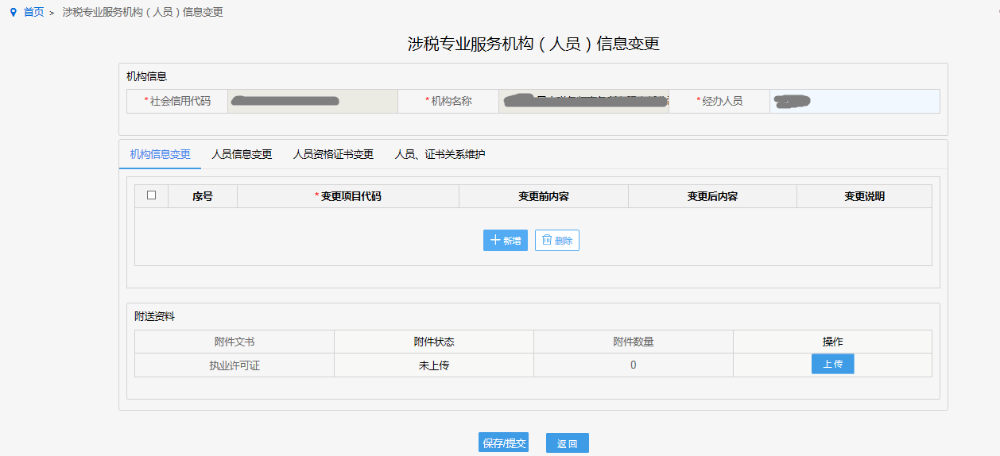 首页 > 涉税专业服务机构（人员）信息变更
涉税专业服务机构（人员）信息变更
机构信息
*社会信用代码 *机构名称 *经办人员
机构信息变更 人员信息变更 人员资格证书变更 人员、证书关系维护
序号 *变更项目代码 变更前内容 变更后内容 变更说明
新增 删除
附送资料
附件文书 附件状态 附件数量 操作
执业许可证 未上传 0 上传
保存/提交 返回